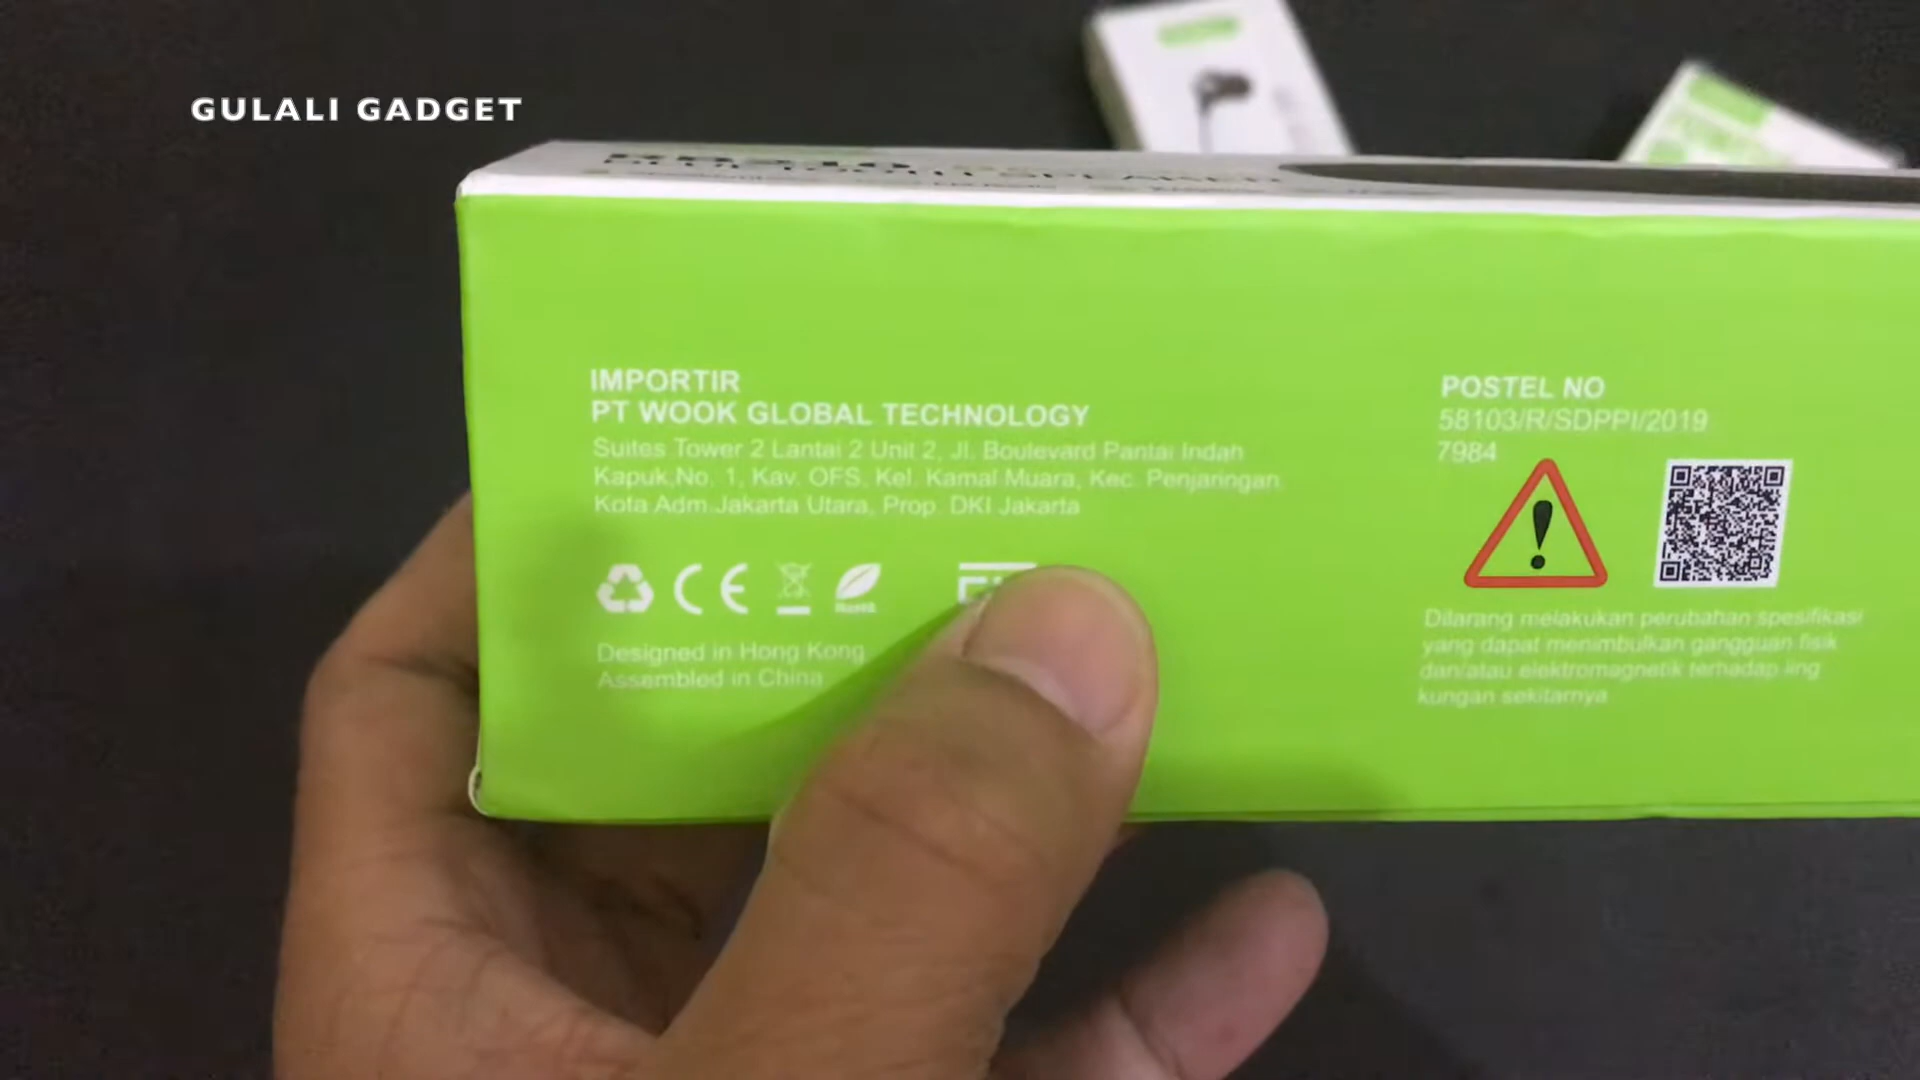 GULALI GADGET
IMPORTIR
PT WOOK GLOBAL TECHNOLOGY
Suites Tower 2 Lantai 2 Unit 2, Jl. Boulevard Pantai Indah
Kapuk,No. 1, Kav. OFS, Kel. Kamal Muara, Kec. Penjaringan
Kota Adm.Jakarta Utara, Prop. DKI Jakarta
CE
RoHS
Designed in Hong Kong
Assembled in China
POSTEL NO
58103/R/SDPPI/2019
7984
Dilarang melakukan perubahan spesifikasi
yang dapat menimbulkan gangguan fisik
dan/atau elektromagnetik terhadap ling
kungan sekitarnya